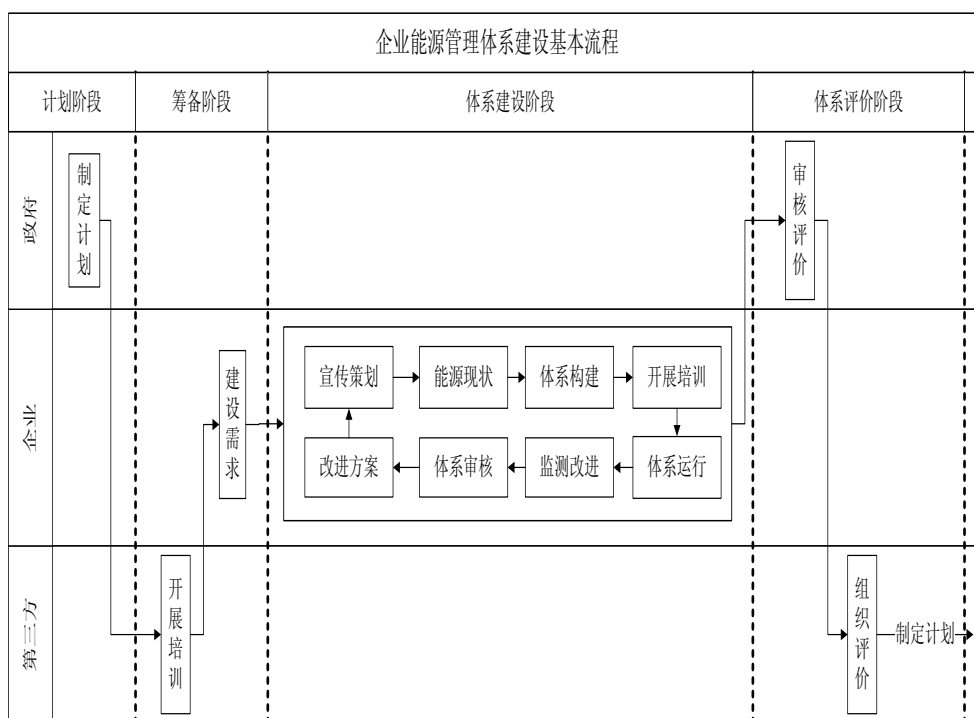 企业能源管理体系建设基本流程
计划阶段
筹备阶段
体系建设阶段
体系评价阶段
政府
制定计划
审核评价
企业
建设需求
宣传策划
能源现状
体系构建
开展培训
改进方案
体系审核
监测改进
体系运行
第三方
开展培训
组织评价
制定计划